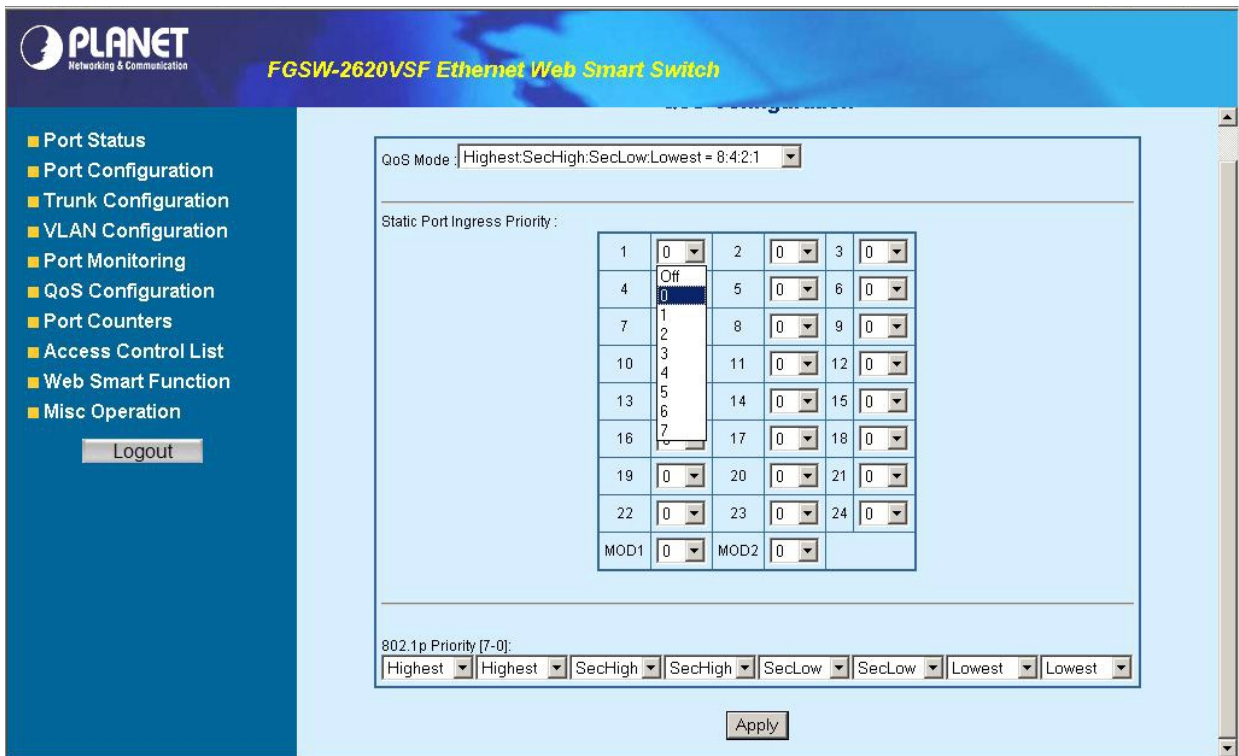 PLANET
Networking & Communication
FGSW-2620VSF Ethernet Web Smart Switch
Port Status
Port Configuration
Trunk Configuration
VLAN Configuration
Port Monitoring
QoS Configuration
Port Counters
Access Control List
Web Smart Function
Misc Operation
Logout
QoS Mode : Highest:SecHigh:SecLow:Lowest = 8:4:2:1
Static Port Ingress Priority :
1 0 2 0 3 0
Off
0
1
2
3
4
5
6
7
4 5 0 6 0
7 8 0 9 0
10 11 0 12 0
13 14 0 15 0
16 17 0 18 0
19 0 20 0 21 0
22 0 23 0 24 0
MOD1 0 MOD2 0
802.1p Priority [7-0]:
Highest Highest SecHigh SecHigh SecLow SecLow Lowest Lowest
Apply